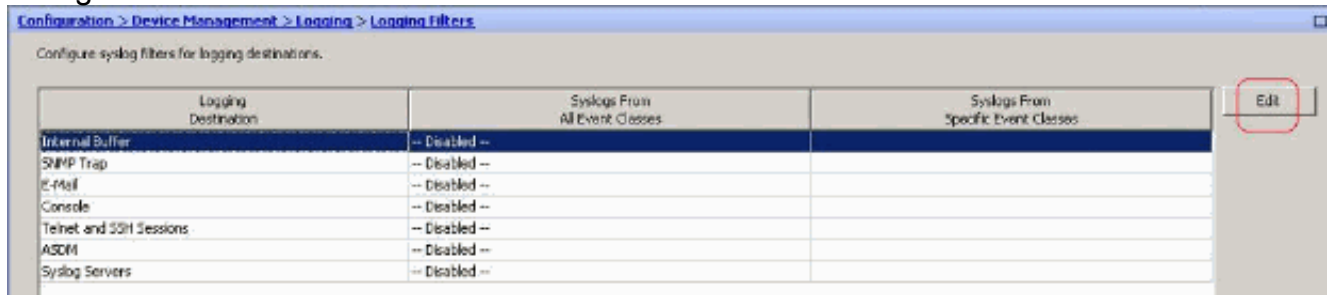 Configuration > Device Management > Logging > Logging Filters
Configure syslog filters for logging destinations.
Logging Destination
Syslogs From All Event Classes
Syslogs From Specific Event Classes
Edit
Internal Buffer -- Disabled --
SNMP Trap -- Disabled --
E-Mail -- Disabled --
Console -- Disabled --
Telnet and SSH Sessions -- Disabled --
ASDM -- Disabled --
Syslog Servers -- Disabled --